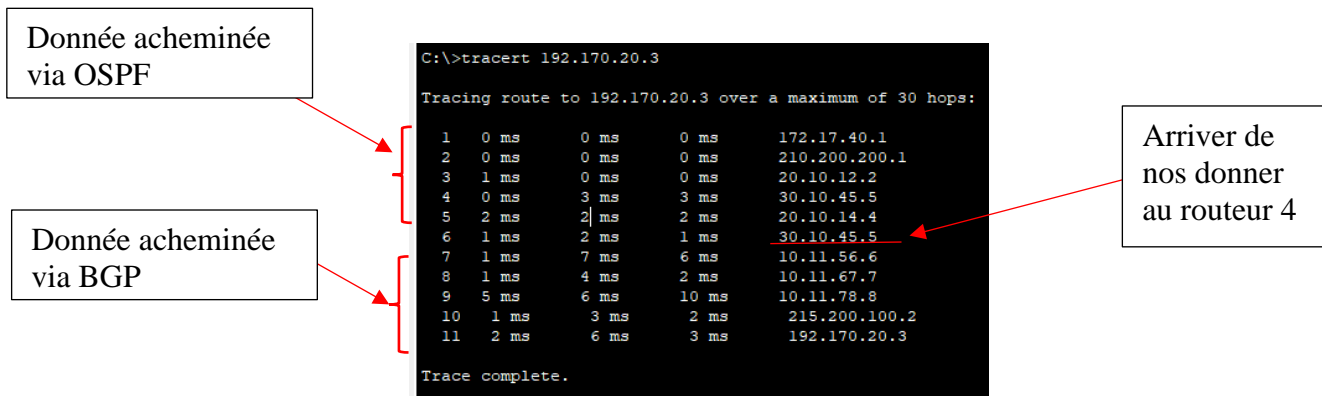 Donnée acheminée
via OSPF
Donnée acheminée
via BGP
C:\>tracert 192.170.20.3
Tracing route to 192.170.20.3 over a maximum of 30 hops:
1 0 ms 0 ms 0 ms 172.17.40.1
2 0 ms 0 ms 0 ms 210.200.200.1
3 1 ms 0 ms 0 ms 20.10.12.2
4 0 ms 3 ms 3 ms 30.10.45.5
5 2 ms 2 ms 2 ms 20.10.14.4
6 1 ms 2 ms 1 ms 30.10.45.5
7 1 ms 7 ms 6 ms 10.11.56.6
8 1 ms 4 ms 2 ms 10.11.67.7
9 5 ms 6 ms 10 ms 10.11.78.8
10 1 ms 3 ms 2 ms 215.200.100.2
11 2 ms 6 ms 3 ms 192.170.20.3
Trace complete.
Arriver de
nos donner
au routeur 4